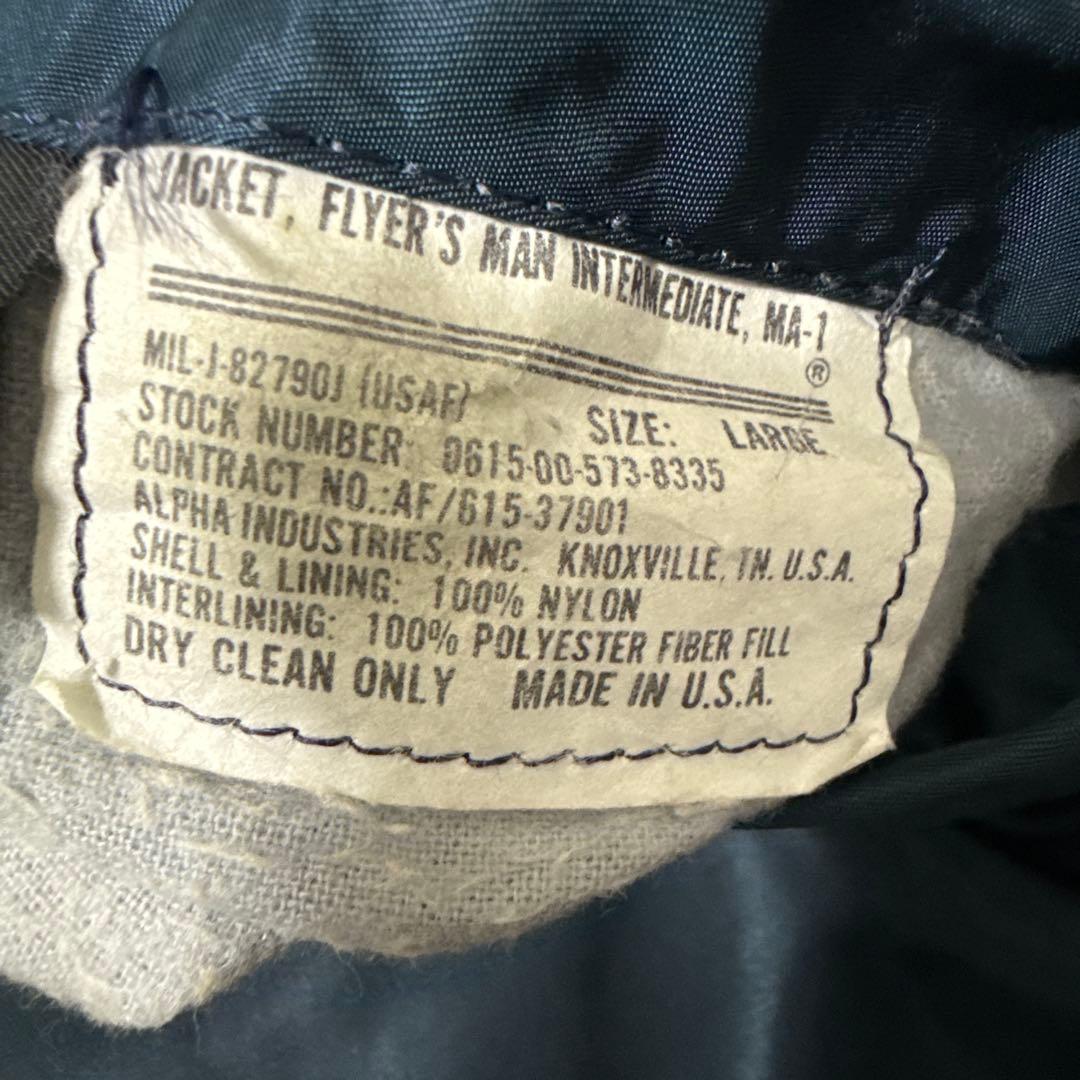 JACKET, FLYER'S MAN INTERMEDIATE, MA-1
®
MIL-J-82790J (USAF)
SIZE: LARGE
STOCK NUMBER: 0615-00-573-8335
CONTRACT NO.:AF/615-37901
ALPHA INDUSTRIES, INC. KNOXVILLE, TN. U.S.A.
SHELL & LINING: 100% NYLON
INTERLINING: 100% POLYESTER FIBER FILL
DRY CLEAN ONLY MADE IN U.S.A.